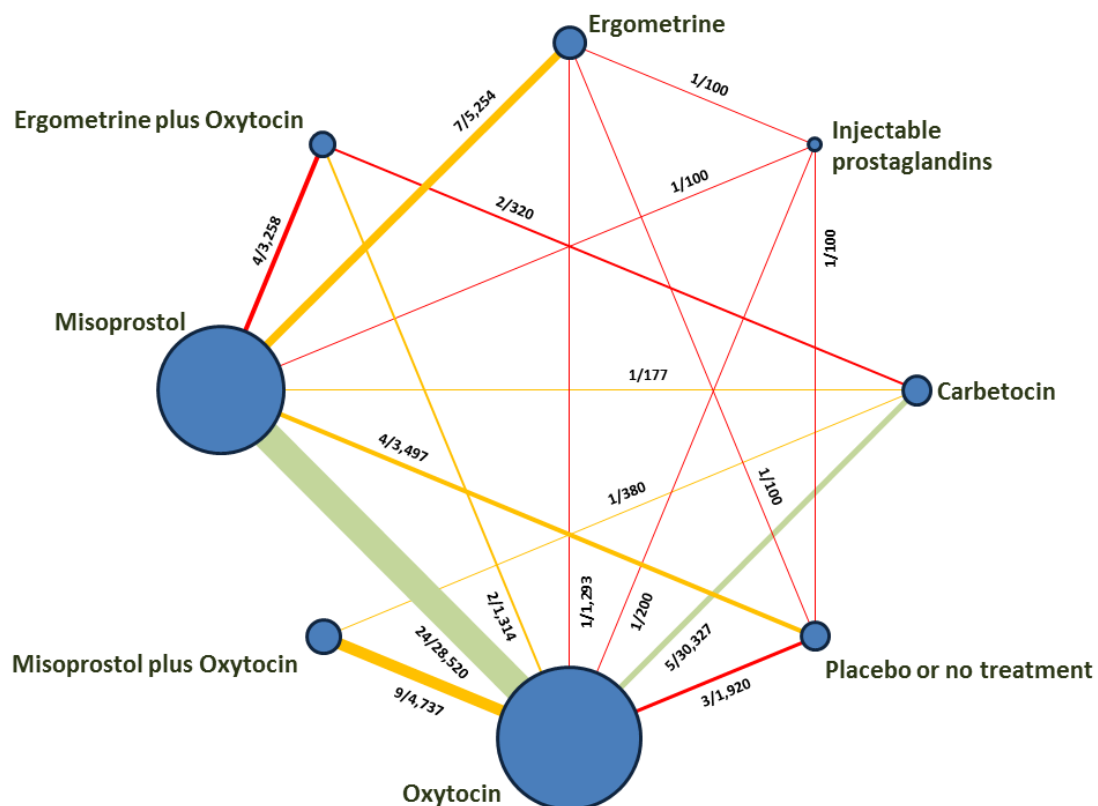 Ergometrine
1/100
7/5,254
Ergometrine plus Oxytocin
Injectable
prostaglandins
1/100
2/320
4/3,258
1/100
Misoprostol
1/177
Carbetocin
4/3,497
1/380
1/100
2/1,314
1/1,293
1/200
24/28,520
5/30,327
Misoprostol plus Oxytocin
Placebo or no treatment
9/4,737
3/1,920
Oxytocin